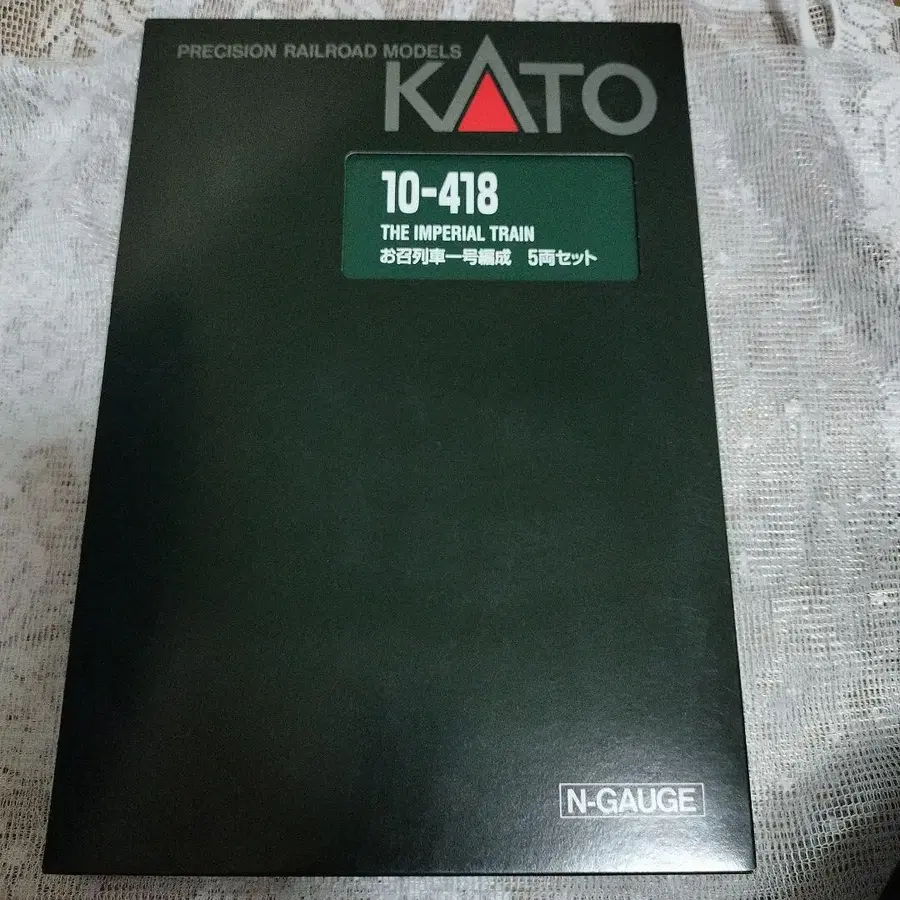 PRECISION RAILROAD MODELS
KATO
10-418
THE IMPERIAL TRAIN
お召列車一号編成 5両セット
N-GAUGE